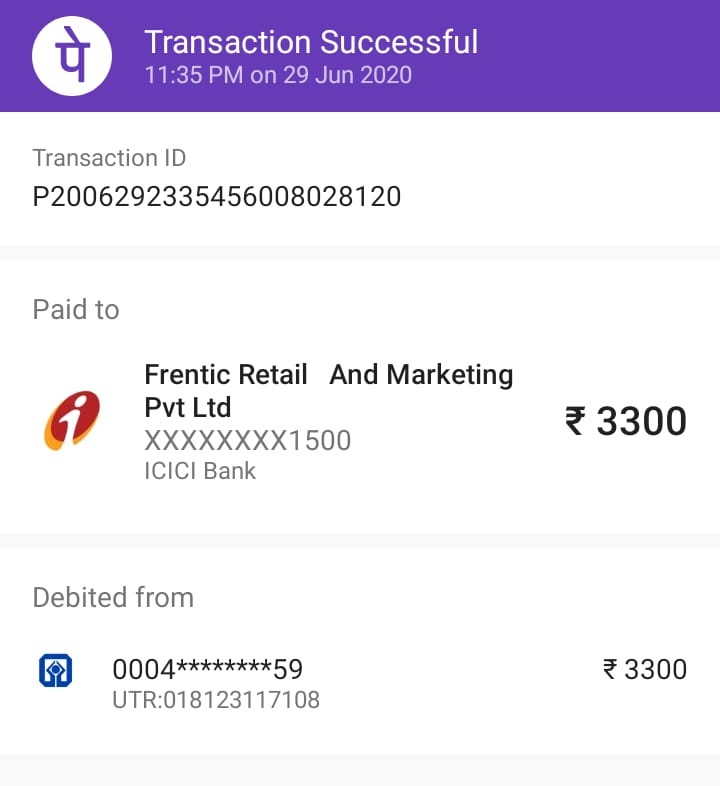 पे
Transaction Successful
11:35 PM on 29 Jun 2020
Transaction ID
P2006292335456008028120
Paid to
Frentic Retail And Marketing
Pvt Ltd
XXXXXXXX1500
ICICI Bank
₹ 3300
Debited from
0004********59
₹ 3300
UTR:018123117108